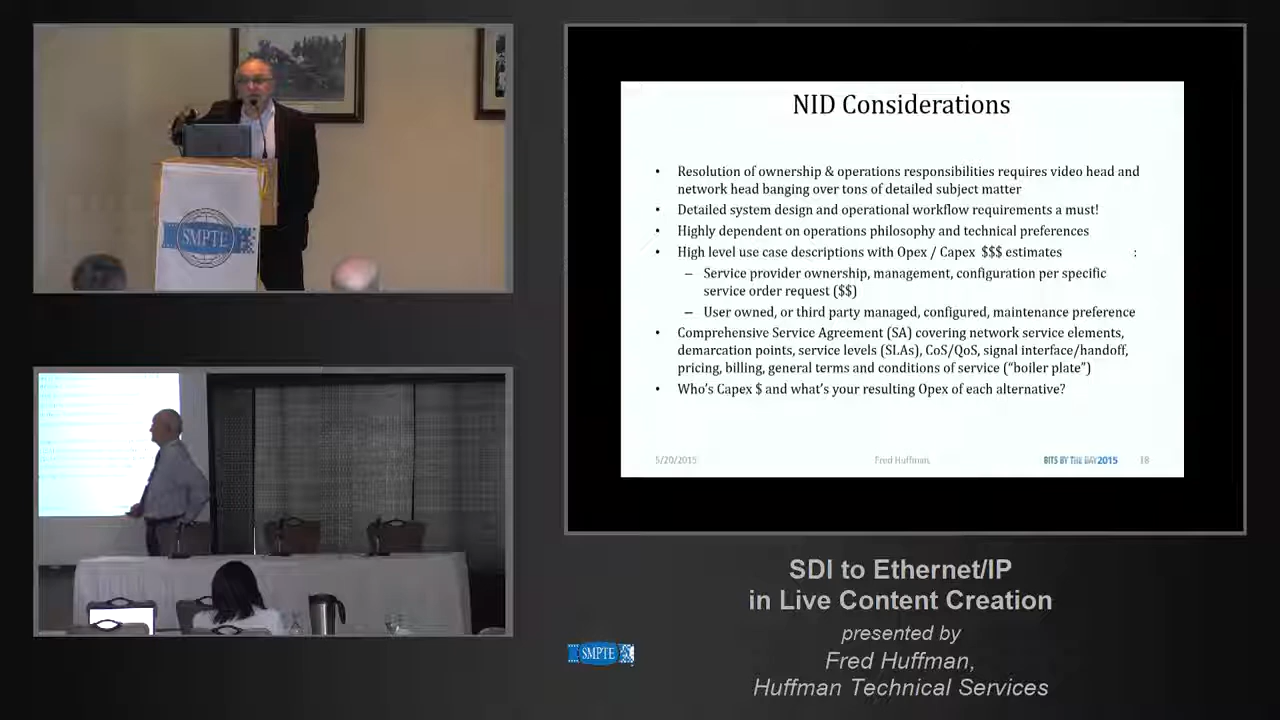 SMPTE
NID Considerations
• Resolution of ownership & operations responsibilities requires video head and
network head banging over tons of detailed subject matter
• Detailed system design and operational workflow requirements a must!
• Highly dependent on operations philosophy and technical preferences
• High level use case descriptions with Opex / Capex $$$ estimates :
– Service provider ownership, management, configuration per specific
service order request ($$)
– User owned, or third party managed, configured, maintenance preference
• Comprehensive Service Agreement (SA) covering network service elements,
demarcation points, service levels (SLAs), CoS/QoS, signal interface/handoff,
pricing, billing, general terms and conditions of service ("boiler plate")
• Who's Capex $ and what's your resulting Opex of each alternative?
5/20/2015 Fred Huffman, BITS BY THE BAY2015 18
SDI to Ethernet/IP
in Live Content Creation
presented by
Fred Huffman,
Huffman Technical Services
SMPTE